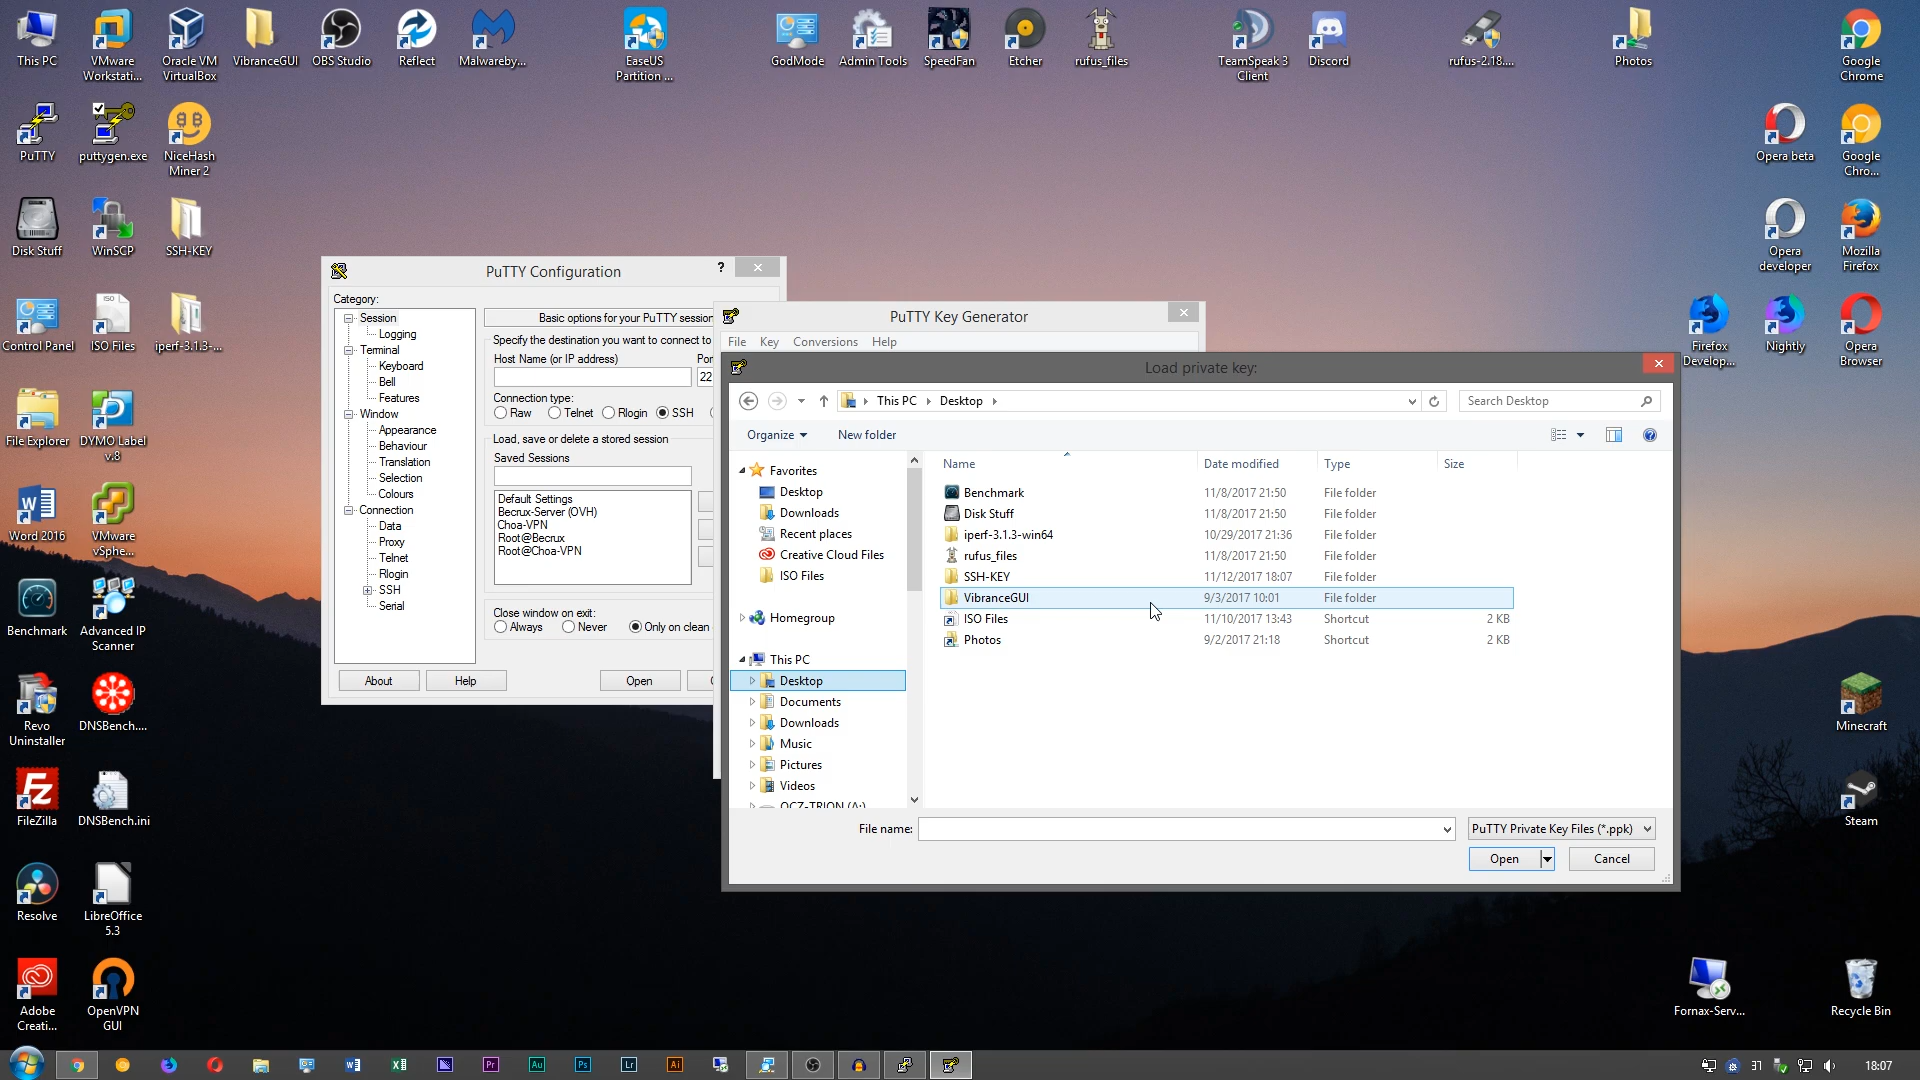 This PC
VMware Workstati...
Oracle VM VirtualBox
VibranceGUI
OBS Studio
Reflect
Malwareby...
EaseUS Partition ...
GodMode
Admin Tools
SpeedFan
Etcher
rufus_files
TeamSpeak 3 Client
Discord
rufus-2.18....
Photos
Google Chrome
PuTTY
puttygen.exe
NiceHash Miner 2
Opera beta
Google Chro...
Disk Stuff
WinSCP
SSH-KEY
Opera developer
Mozilla Firefox
Control Panel
ISO
ISO Files
iperf-3.1.3-...
Firefox Develop...
Nightly
Opera Browser
File Explorer
DYMO Label v.8
Word 2016
VMware vSphe...
Benchmark
Advanced IP Scanner
Revo Uninstaller
DNSBench....
Minecraft
FileZilla
DNSBench.ini
Steam
Resolve
LibreOffice 5.3
Adobe Creati...
OpenVPN GUI
Fornax-Serv...
Recycle Bin
PuTTY Configuration
?
Category:
Session
Logging
Terminal
Keyboard
Bell
Features
Window
Appearance
Behaviour
Translation
Selection
Colours
Connection
Data
Proxy
Telnet
Rlogin
SSH
Serial
Basic options for your PuTTY session
Specify the destination you want to connect to
Host Name (or IP address)
Por
22
Connection type:
Raw Telnet Rlogin SSH
Load, save or delete a stored session
Saved Sessions
Default Settings
Becrux-Server (OVH)
Choa-VPN
Root@Becrux
Root@Choa-VPN
Close window on exit:
Always Never Only on clean
About
Help
Open
PuTTY Key Generator
File Key Conversions Help
Load private key:
This PC Desktop
Search Desktop
Organize New folder
Favorites
Desktop
Downloads
Recent places
Creative Cloud Files
ISO Files
Homegroup
This PC
Desktop
Documents
Downloads
Music
Pictures
Videos
OCZ-TRION (A:)
Name Date modified Type Size
Benchmark 11/8/2017 21:50 File folder
Disk Stuff 11/8/2017 21:50 File folder
iperf-3.1.3-win64 10/29/2017 21:36 File folder
rufus_files 11/8/2017 21:50 File folder
SSH-KEY 11/12/2017 18:07 File folder
VibranceGUI 9/3/2017 10:01 File folder
ISO Files 11/10/2017 13:43 Shortcut 2 KB
Photos 9/2/2017 21:18 Shortcut 2 KB
File name:
PuTTY Private Key Files (*.ppk)
Open
Cancel
Pr
Au
Ps
Lr
Ai
31
18:07